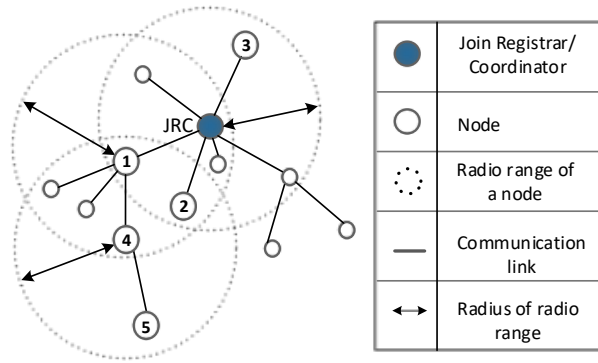 3
JRC
1
2
4
5
Join Registrar/
Coordinator
Node
Radio range of
a node
Communication
link
Radius of radio
range